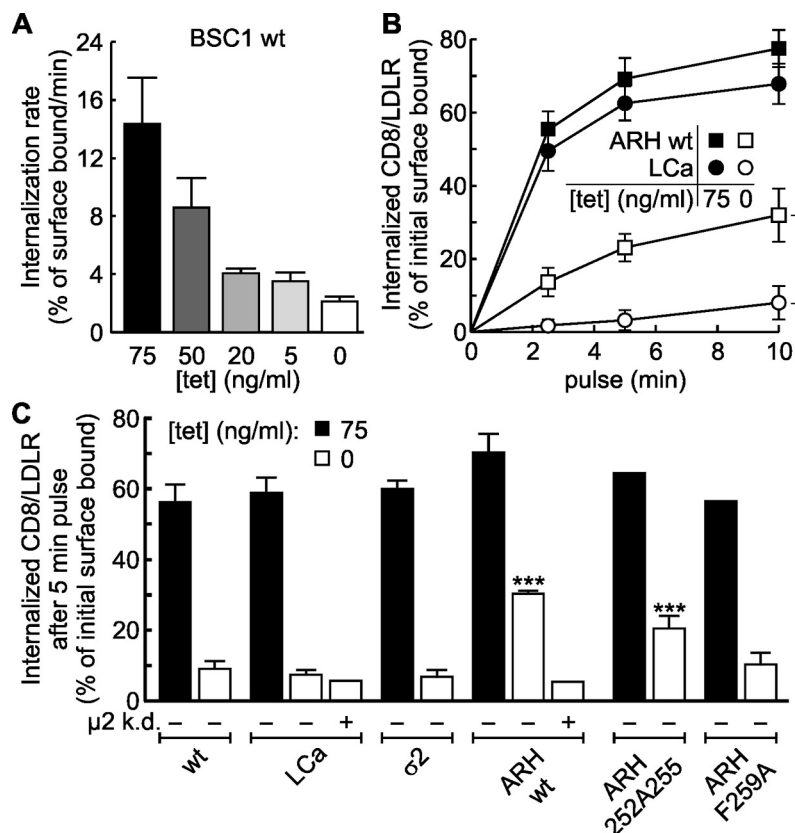 A
BSC1 wt
Internalization rate
(% of surface bound/min)
24
20
16
12
8
4
0
75 50 20 5 0
[tet] (ng/ml)
B
Internalized CD8/LDLR
(% of initial surface bound)
80
60
40
20
0
ARH wt
LCa
[tet] (ng/ml) 75 0
0 2 4 6 8 10
pulse (min)
C
[tet] (ng/ml): 75
0
Internalized CD8/LDLR
after 5 min pulse
(% of initial surface bound)
80
60
40
20
0
***
***
µ2 k.d. – – – – + – – – – + – – – –
wt
LCa
σ2
ARH
wt
ARH
252A255
ARH
F259A